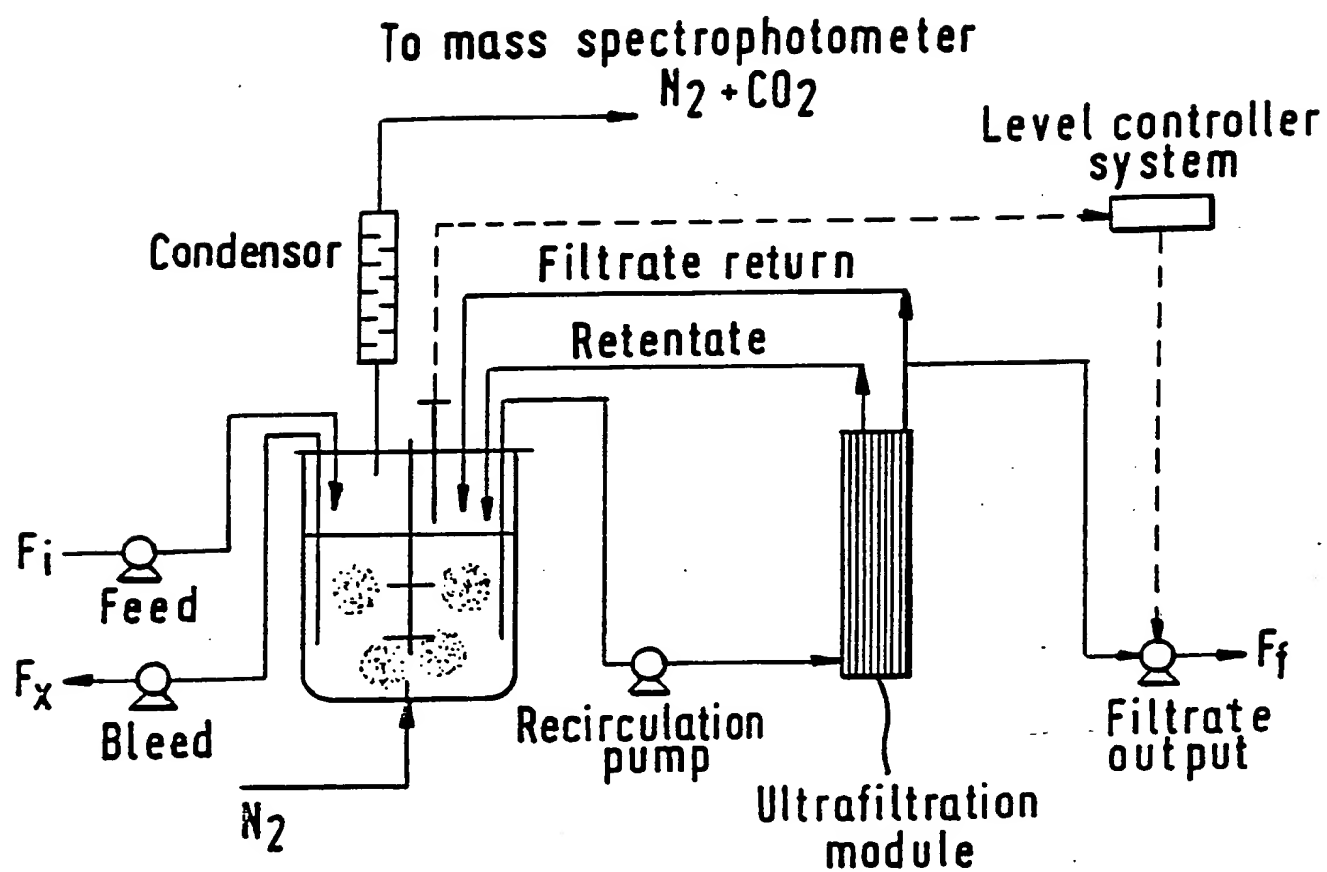 To mass spectrophotometer
N2 + CO2
Level controller
system
Condensor
Filtrate return
Retentate
Fi
Feed
Fx
Bleed
N2
Recirculation
pump
Ultrafiltration
module
Ff
Filtrate
output